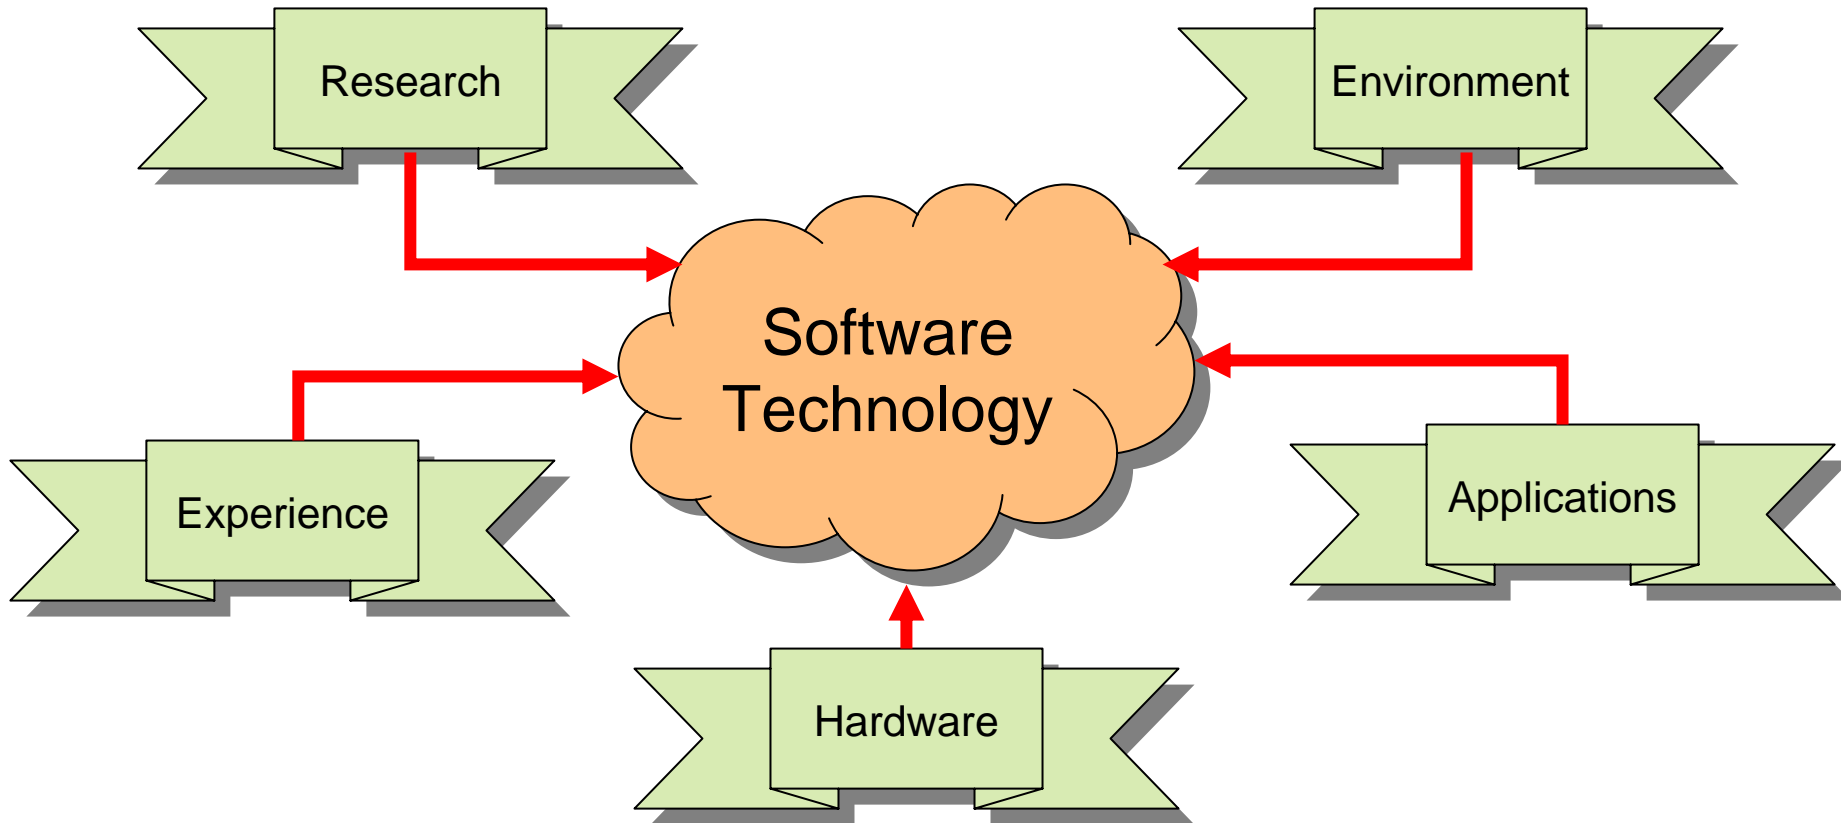 Research
Environment
Software
Technology
Experience
Applications
Hardware